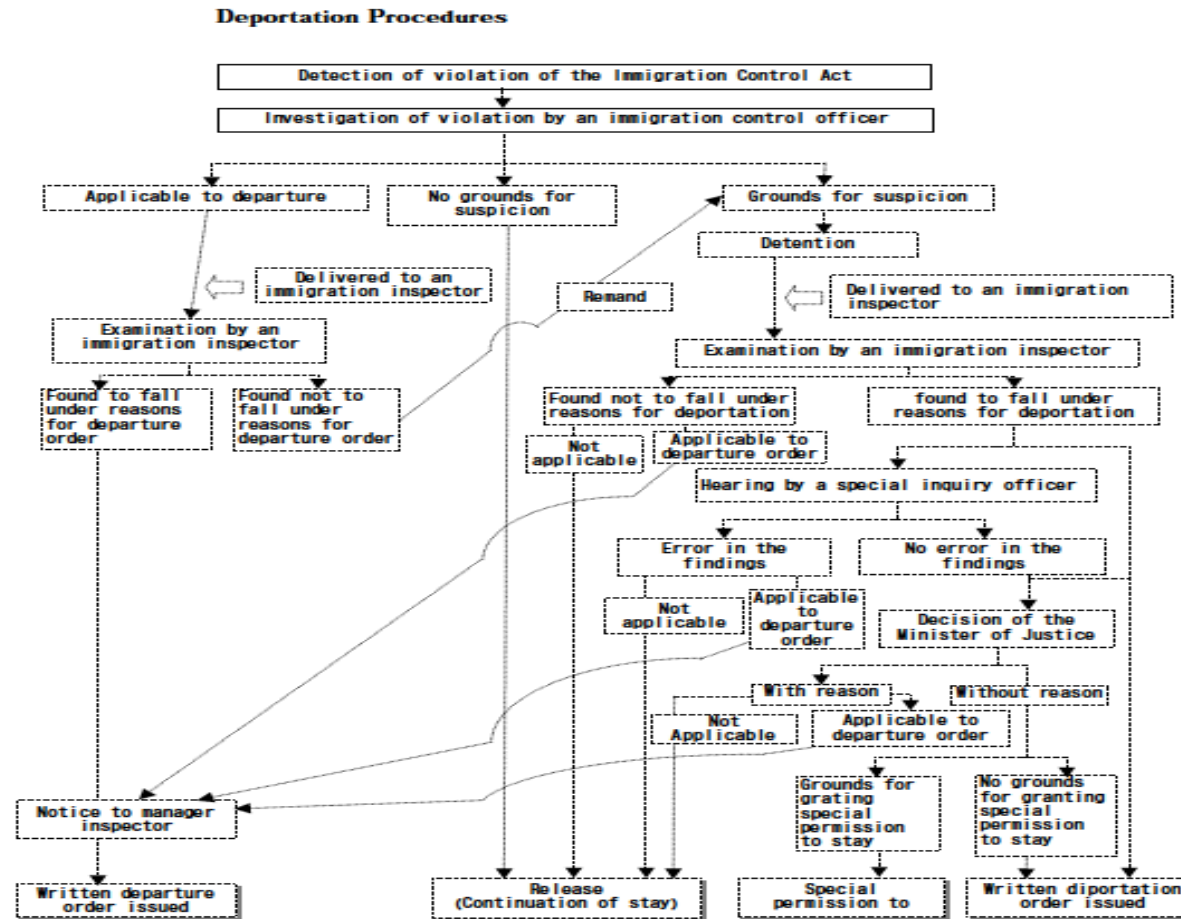 Deportation Procedures
Detection of violation of the Immigration Control Act
Investigation of violation by an immigration control officer
Applicable to departure
No grounds for
suspicion
Grounds for suspicion
Detention
Delivered to an
immigration inspector
Remand
Delivered to an immigration
inspector
Examination by an
immigration inspector
Examination by an immigration inspector
Found to fall
under reasons
for departure
order
Found not to
fall under
reasons for
departure order
Found not to fall under
reasons for deportation
found to fall under
reasons for deportation
Not
applicable
Applicable to
departure order
Hearing by a special inquiry officer
Error in the
findings
No error in the
findings
Not
applicable
Applicable
to
departure
order
Decision of the
Minister of Justice
With reason
Without reason
Not
Applicable
Applicable to
departure order
Grounds for
grating
special
permission
to stay
No grounds
for granting
special
permission
to stay
Notice to manager
inspector
Written departure
order issued
Release
(Continuation of stay)
Special
permission to
Written diportation
order issued